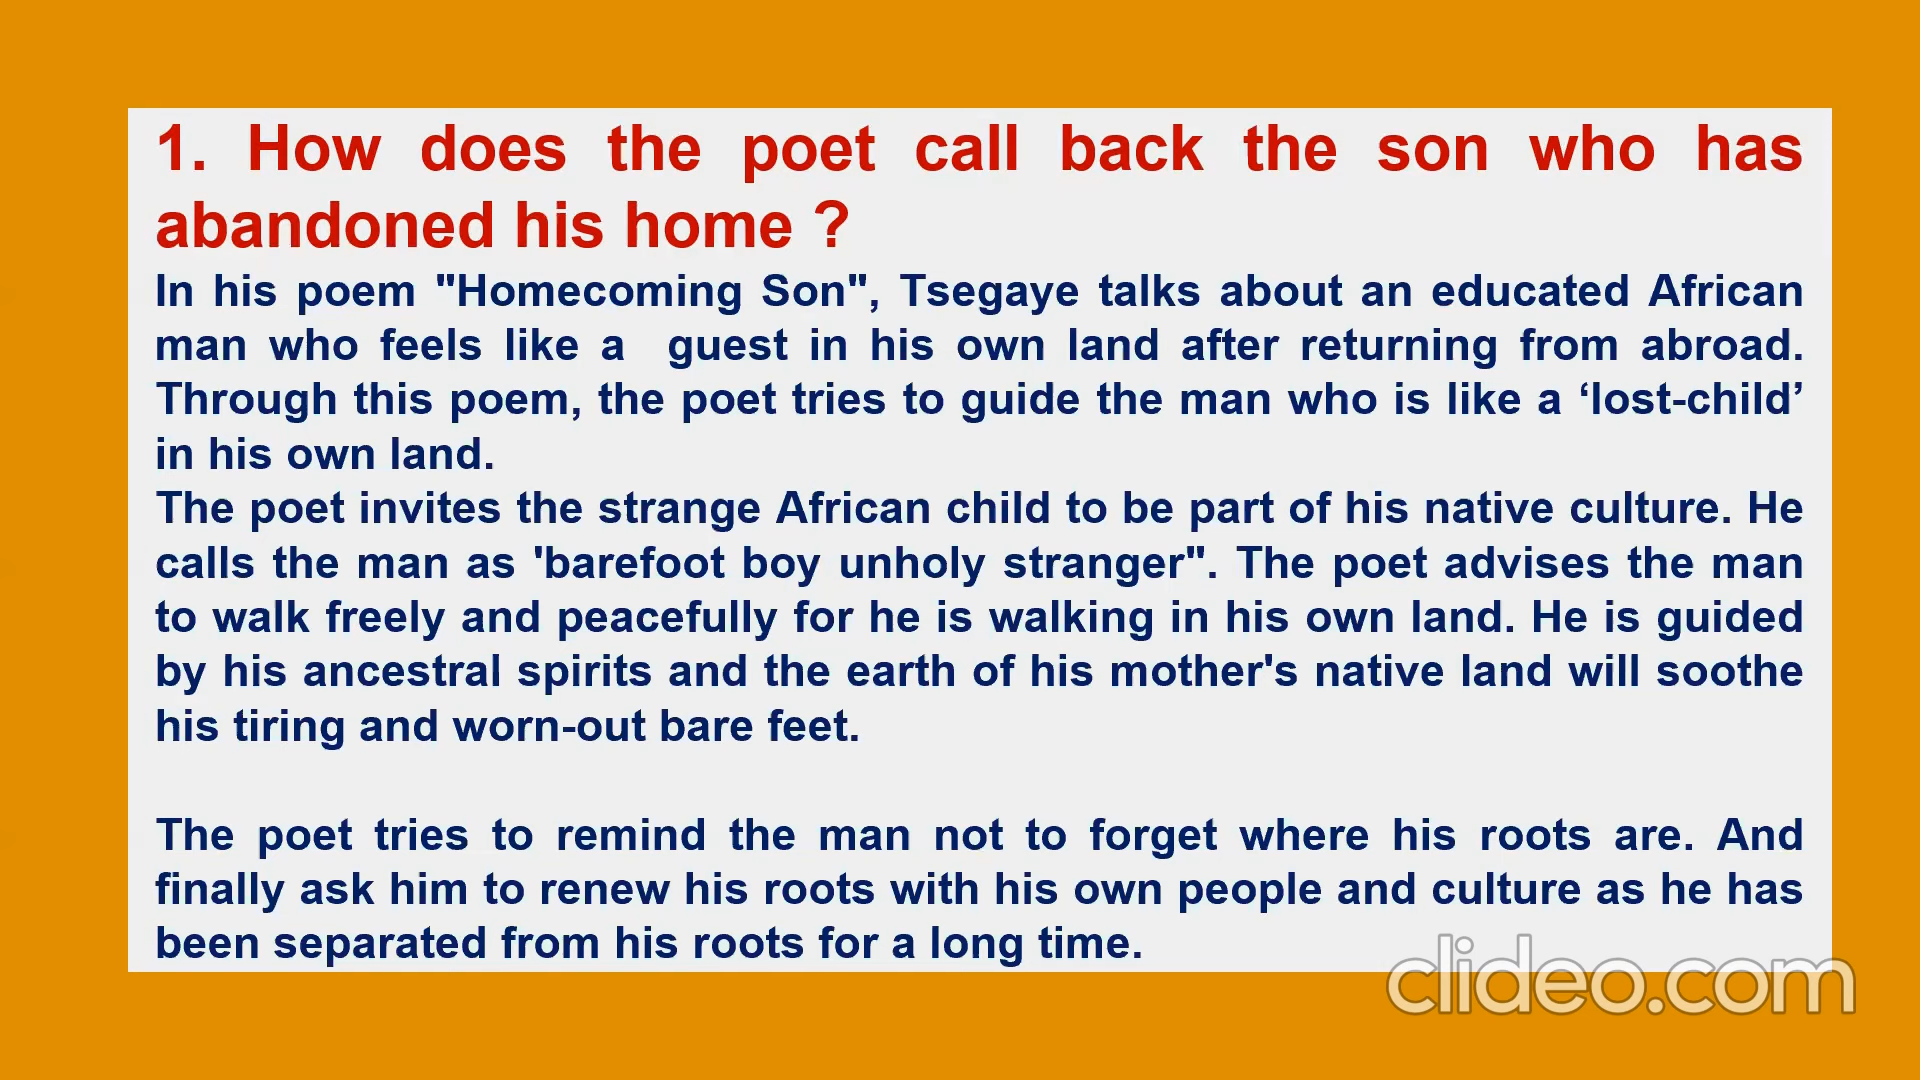 1. How does the poet call back the son who has
abandoned his home ?
In his poem "Homecoming Son", Tsegaye talks about an educated African
man who feels like a guest in his own land after returning from abroad.
Through this poem, the poet tries to guide the man who is like a ‘lost-child’
in his own land.
The poet invites the strange African child to be part of his native culture. He
calls the man as 'barefoot boy unholy stranger". The poet advises the man
to walk freely and peacefully for he is walking in his own land. He is guided
by his ancestral spirits and the earth of his mother's native land will soothe
his tiring and worn-out bare feet.
The poet tries to remind the man not to forget where his roots are. And
finally ask him to renew his roots with his own people and culture as he has
been separated from his roots for a long time.
clideo.com